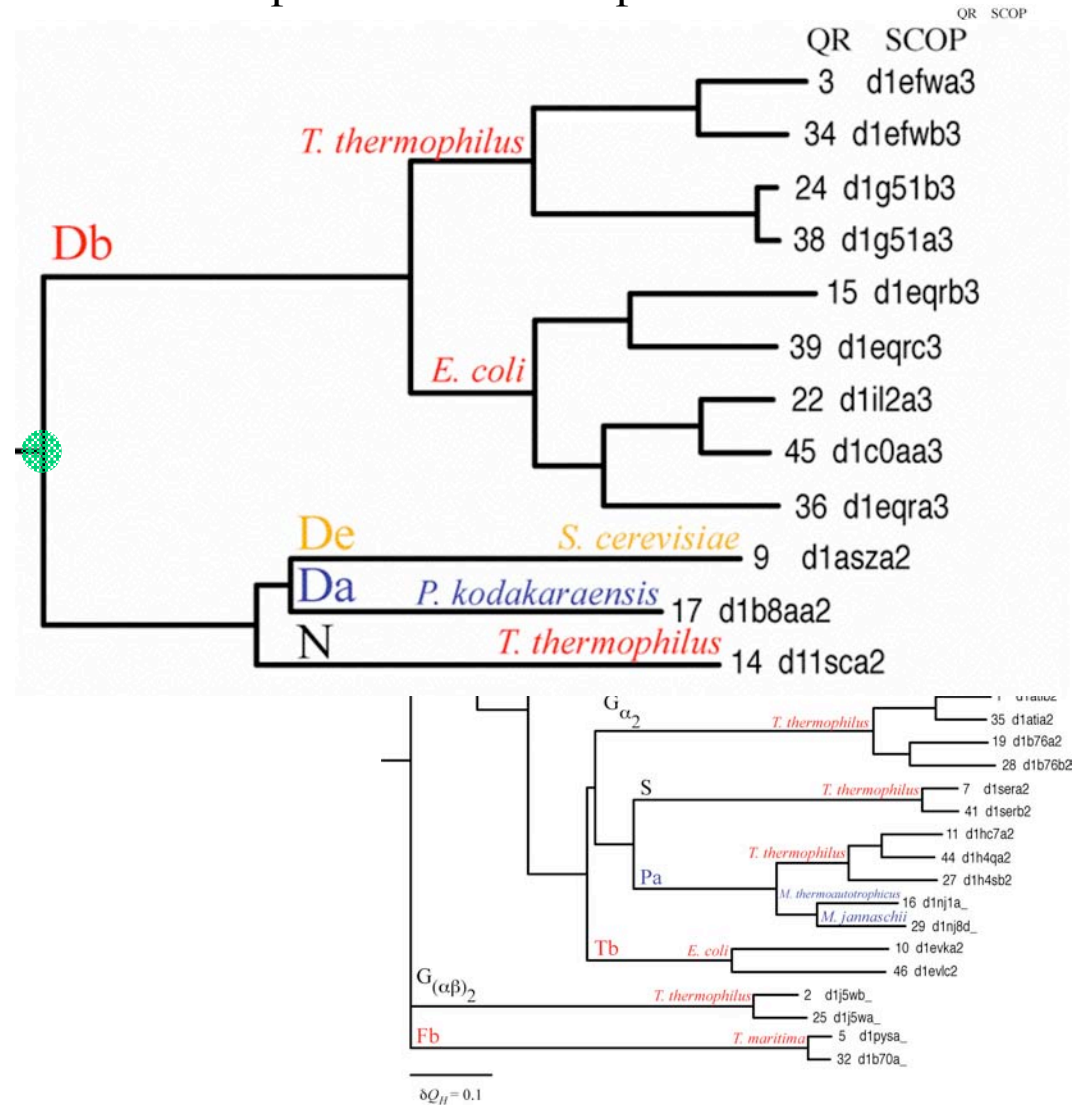 QR SCOP
QR SCOP
3 d1efwa3
T. thermophilus
34 d1efwb3
24 d1g51b3
38 d1g51a3
Db
15 d1eqrb3
39 d1eqrc3
E. coli
22 d1il2a3
45 d1c0aa3
36 d1eqra3
De S. cerevisiae
9 d1asza2
Da P. kodakaraensis
17 d1b8aa2
N T. thermophilus
14 d11sca2
Gα2
T. thermophilus
35 d1atia2
19 d1b76a2
28 d1b76b2
S T. thermophilus
7 d1sera2
41 d1serb2
11 d1hc7a2
T. thermophilus
44 d1h4qa2
Pa
27 d1h4sb2
M. thermoautotrophicus
16 d1nj1a_
M. jannaschii
29 d1nj8d_
Tb E. coli
10 d1evka2
46 d1evlc2
G(αβ)2
T. thermophilus
2 d1j5wb_
25 d1j5wa_
Fb T. maritima
5 d1pysa_
32 d1b70a_
δQH = 0.1